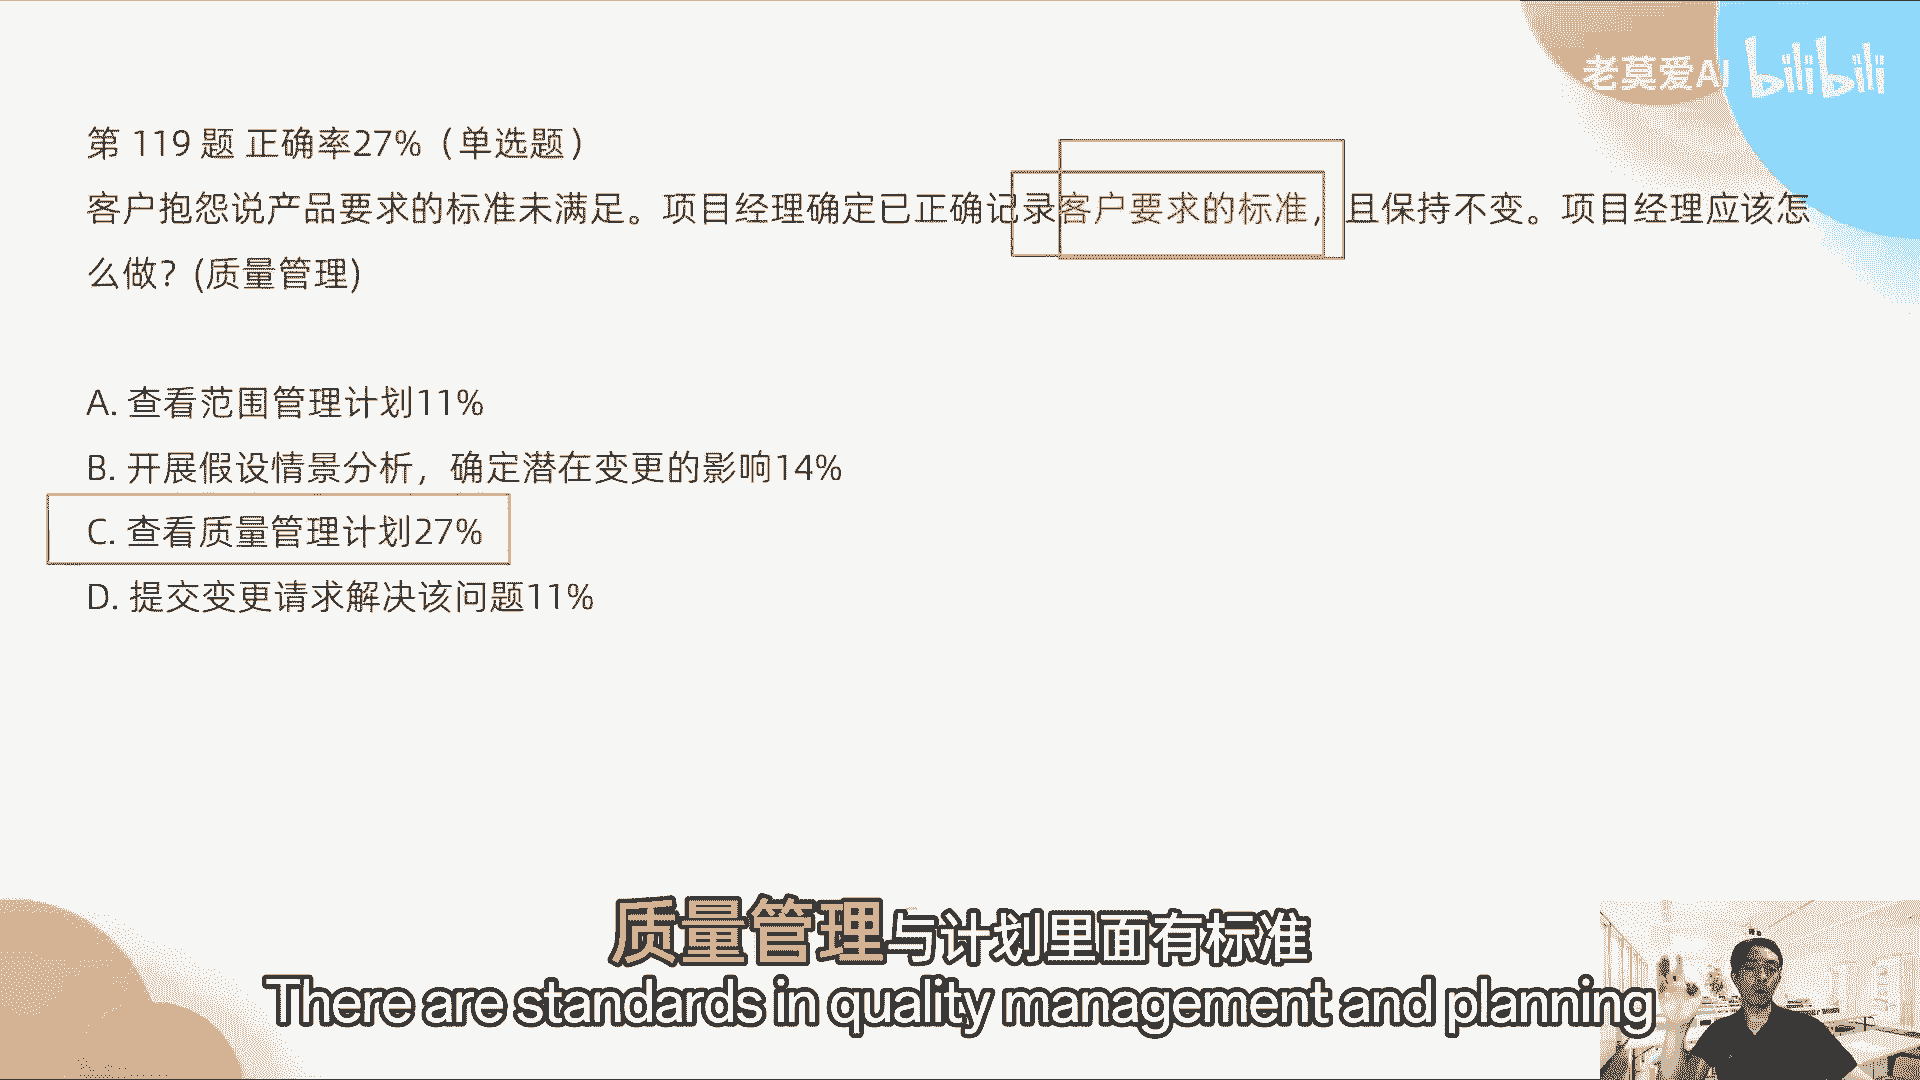 老莫爱AI bilibili
第 119 题 正确率27%（单选题）
客户抱怨说产品要求的标准未满足。项目经理确定已正确记录客户要求的标准，且保持不变。项目经理应该怎
么做？(质量管理)
A. 查看范围管理计划11%
B. 开展假设情景分析，确定潜在变更的影响14%
C. 查看质量管理计划27%
D. 提交变更请求解决该问题11%
质量管理与计划里面有标准
There are standards in quality management and planning